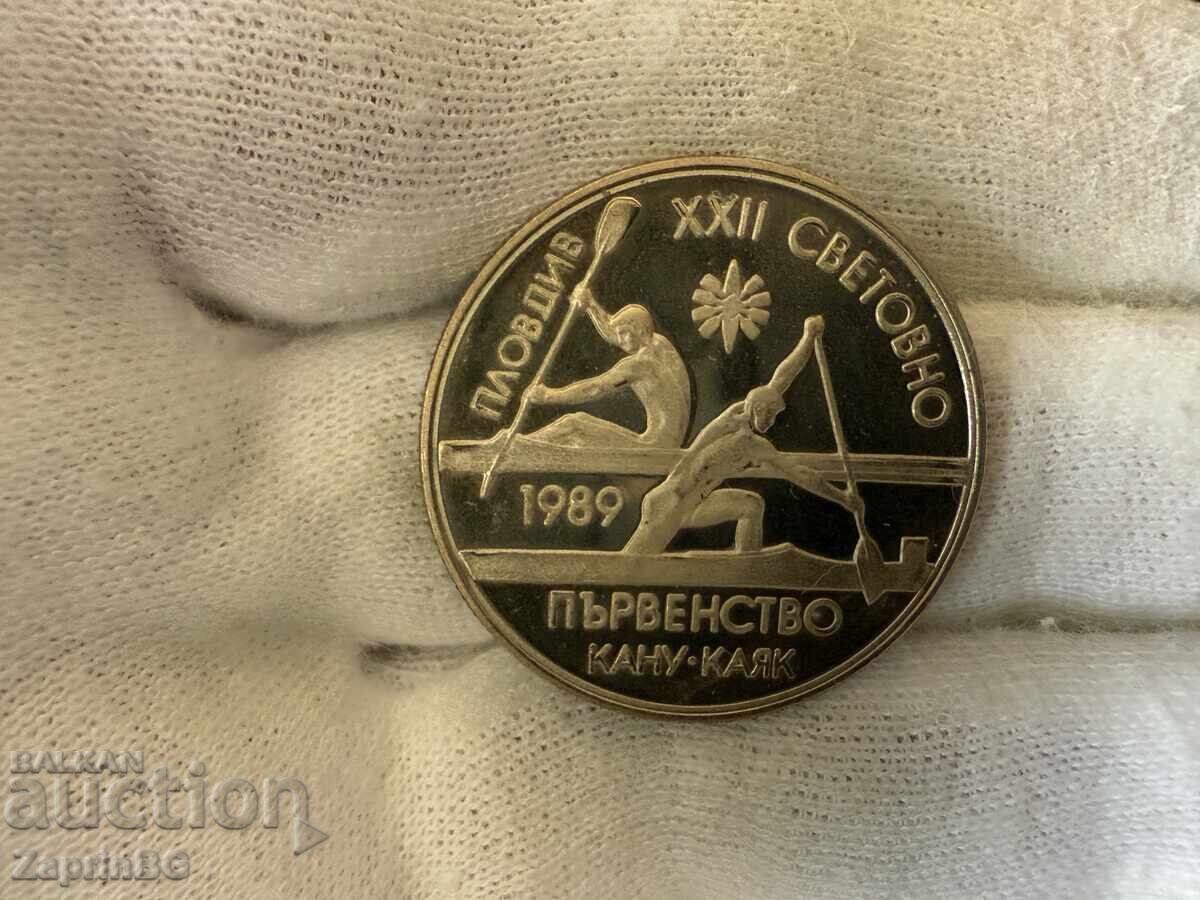 ПЛОВДИВ
XXII СВЕТОВНО
1989
ПЪРВЕНСТВО
КАНУ·КАЯК
BALKAN
auction
ZaprinBG